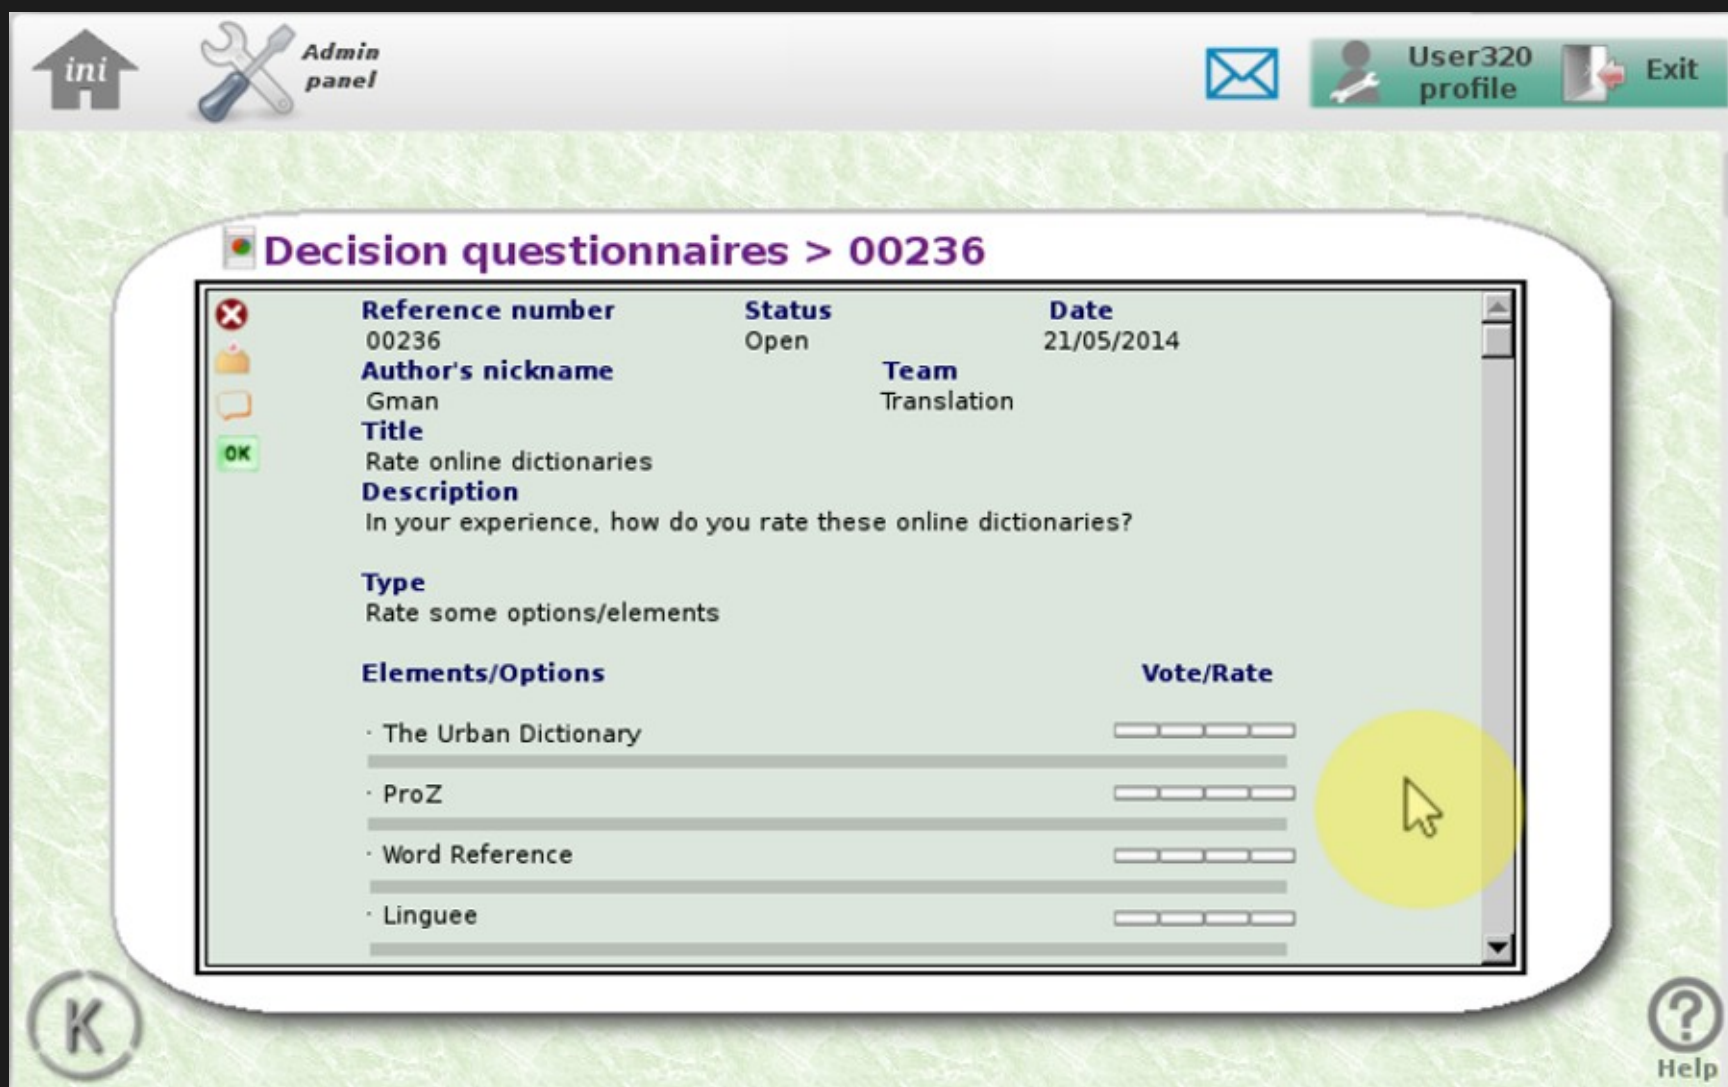 ini
Admin
panel
User320
profile
Exit
Decision questionnaires > 00236
Reference number Status Date
00236 Open 21/05/2014
Author's nickname Team
Gman Translation
Title
Rate online dictionaries
Description
In your experience, how do you rate these online dictionaries?
Type
Rate some options/elements
Elements/Options Vote/Rate
· The Urban Dictionary
· ProZ
· Word Reference
· Linguee
OK
K
?
Help